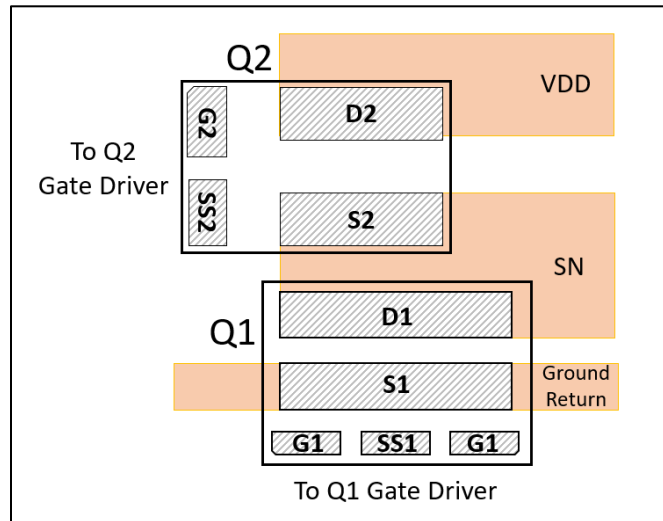 Q2
VDD
G2
D2
To Q2
Gate Driver
SS2
S2
SN
Q1
D1
S1
Ground
Return
G1
SS1
G1
To Q1 Gate Driver